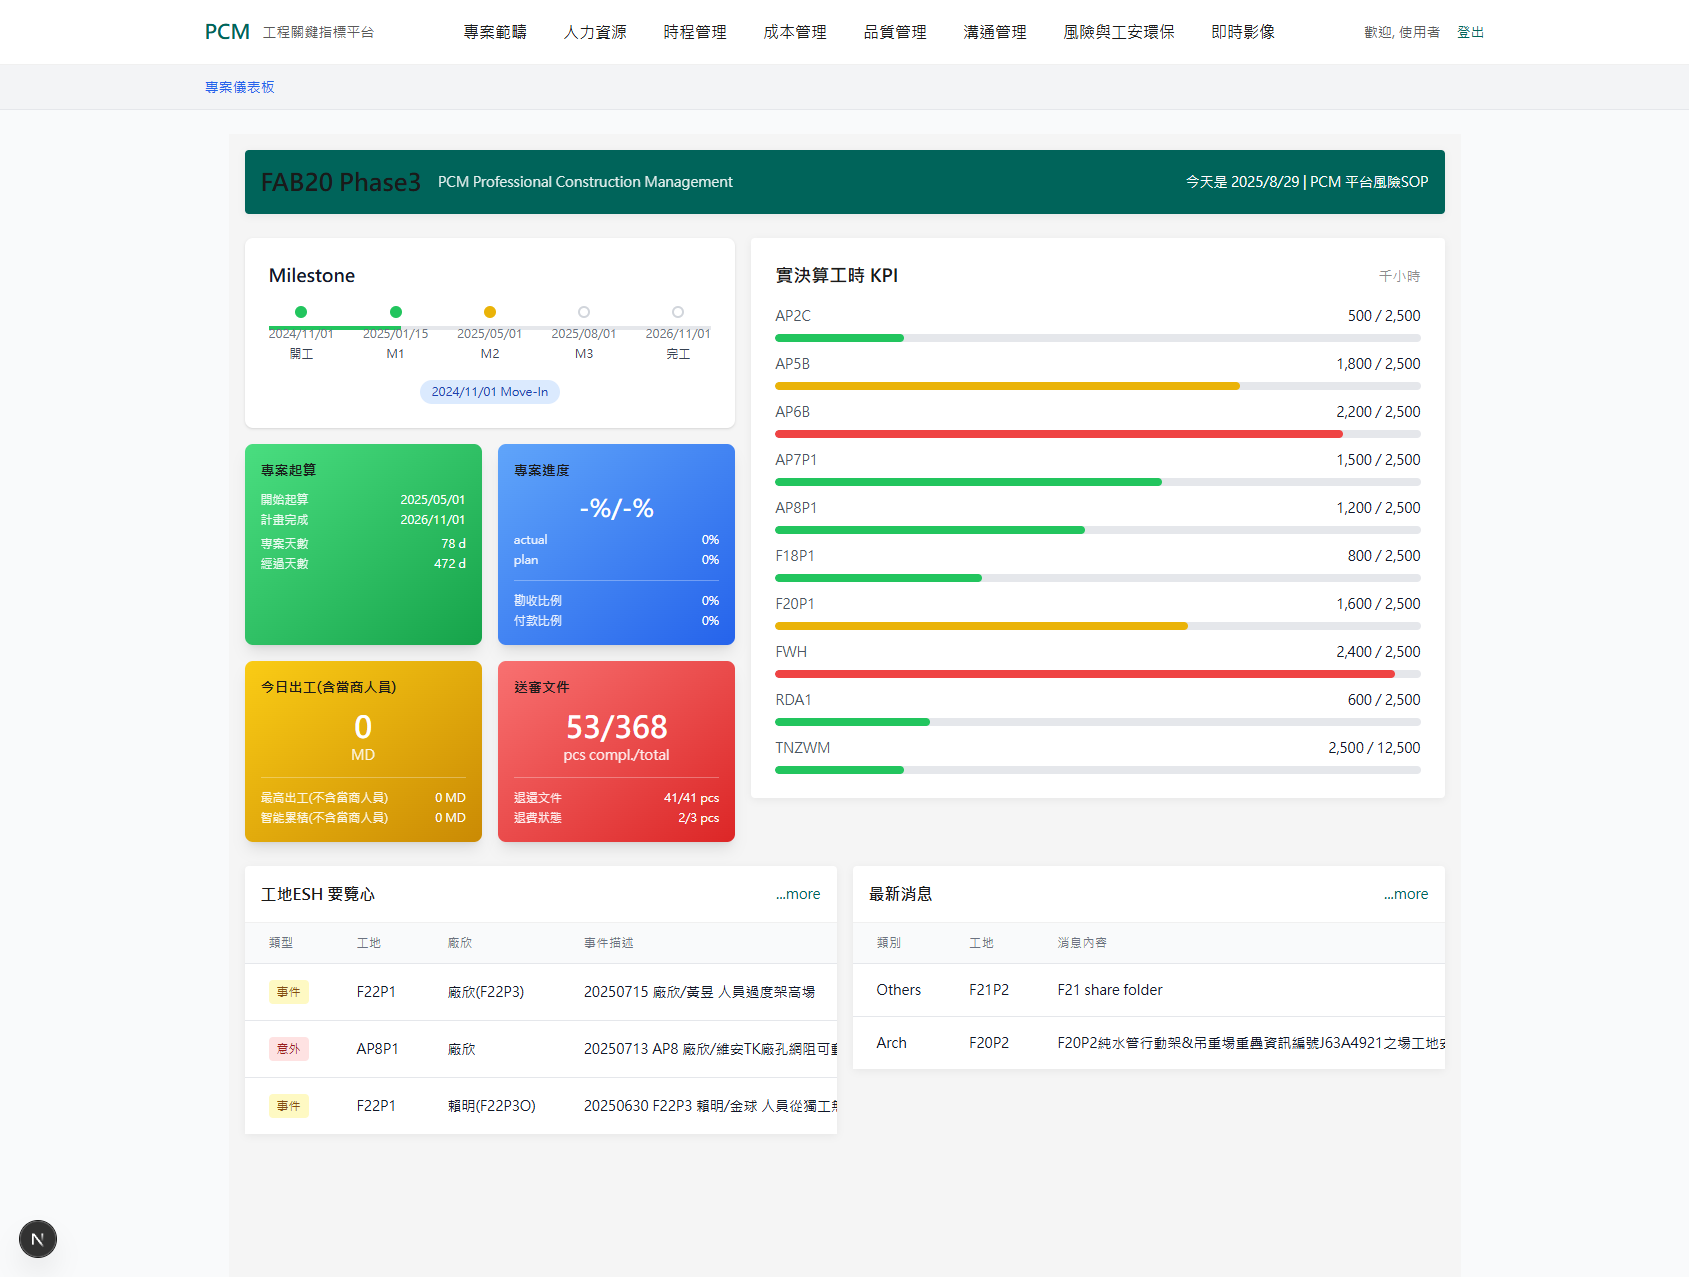 PCM 工程關鍵指標平台 專案範疇 人力資源 時程管理 成本管理 品質管理 溝通管理 風險與工安環保 即時影像 歡迎, 使用者 登出
專案儀表板
FAB20 Phase3 PCM Professional Construction Management 今天是 2025/8/29 | PCM 平台風險SOP
Milestone
2024/11/01 2025/01/15 2025/05/01 2025/08/01 2026/11/01
開工 M1 M2 M3 完工
2024/11/01 Move-In
專案起算
開始起算 2025/05/01
計畫完成 2026/11/01
專案天數 78 d
經過天數 472 d
專案進度
-%/-%
actual 0%
plan 0%
勘收比例 0%
付款比例 0%
今日出工(含當商人員)
0
MD
最高出工(不含當商人員) 0 MD
智能累積(不含當商人員) 0 MD
送審文件
53/368
pcs compl./total
退還文件 41/41 pcs
退費狀態 2/3 pcs
實決算工時 KPI 千小時
AP2C 500 / 2,500
AP5B 1,800 / 2,500
AP6B 2,200 / 2,500
AP7P1 1,500 / 2,500
AP8P1 1,200 / 2,500
F18P1 800 / 2,500
F20P1 1,600 / 2,500
FWH 2,400 / 2,500
RDA1 600 / 2,500
TNZWM 2,500 / 12,500
工地ESH 要覽心 ...more
類型 工地 廠欣 事件描述
事件 F22P1 廠欣(F22P3) 20250715 廠欣/黃昱 人員過度架高場
意外 AP8P1 廠欣 20250713 AP8 廠欣/維安TK廠孔網阻可
事件 F22P1 賴明(F22P3O) 20250630 F22P3 賴明/金球 人員從獨工
最新消息 ...more
類別 工地 消息內容
Others F21P2 F21 share folder
Arch F20P2 F20P2純水管行動架&吊重場重疊資訊編號J63A4921之場工地
N